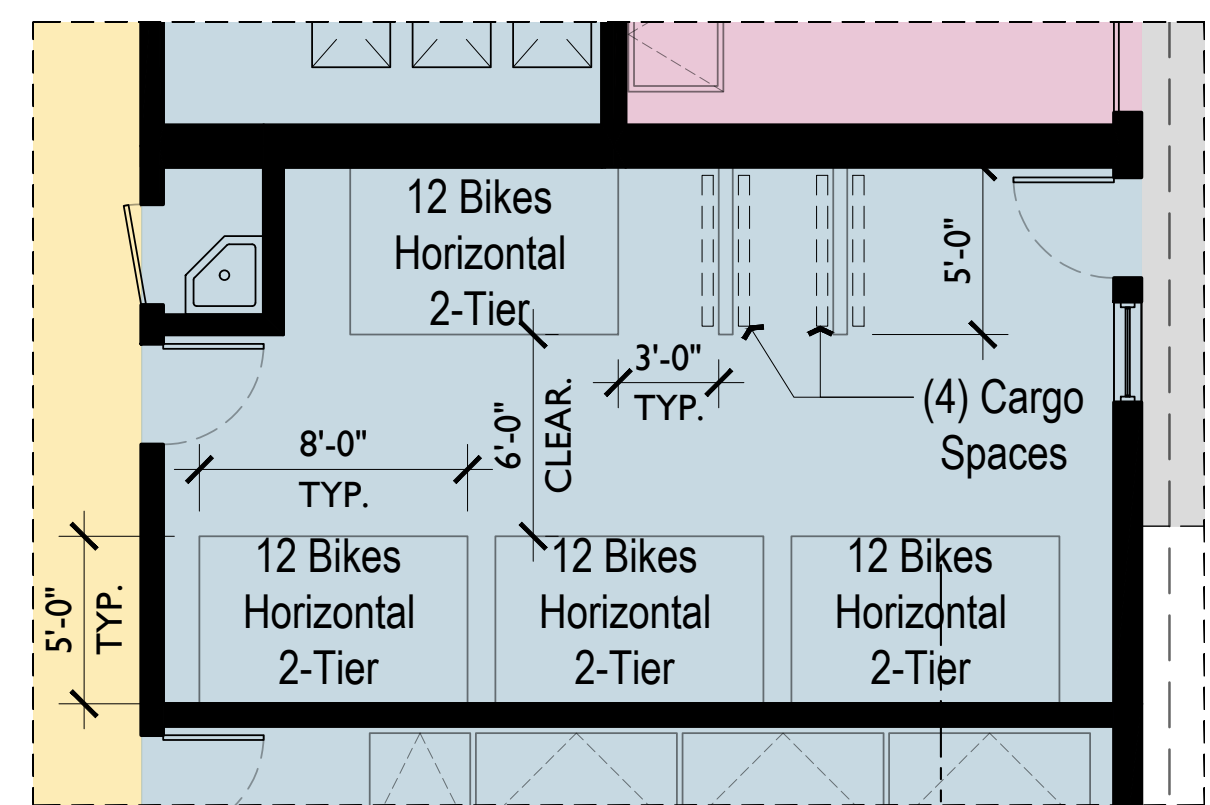 12 Bikes
Horizontal
2-Tier
5'-0"
3'-0"
TYP.
(4) Cargo
Spaces
6'-0"
CLEAR.
8'-0"
TYP.
5'-0"
TYP.
12 Bikes
Horizontal
2-Tier
12 Bikes
Horizontal
2-Tier
12 Bikes
Horizontal
2-Tier